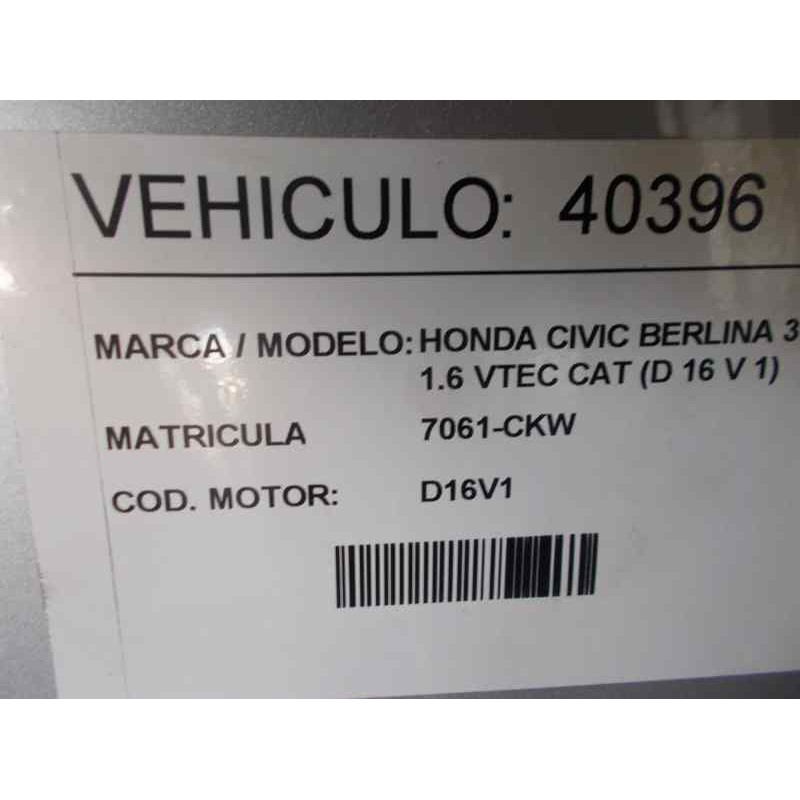 VEHICULO: 40396
MARCA / MODELO: HONDA CIVIC BERLINA 3
1.6 VTEC CAT (D 16 V 1)
MATRICULA 7061-CKW
COD. MOTOR: D16V1